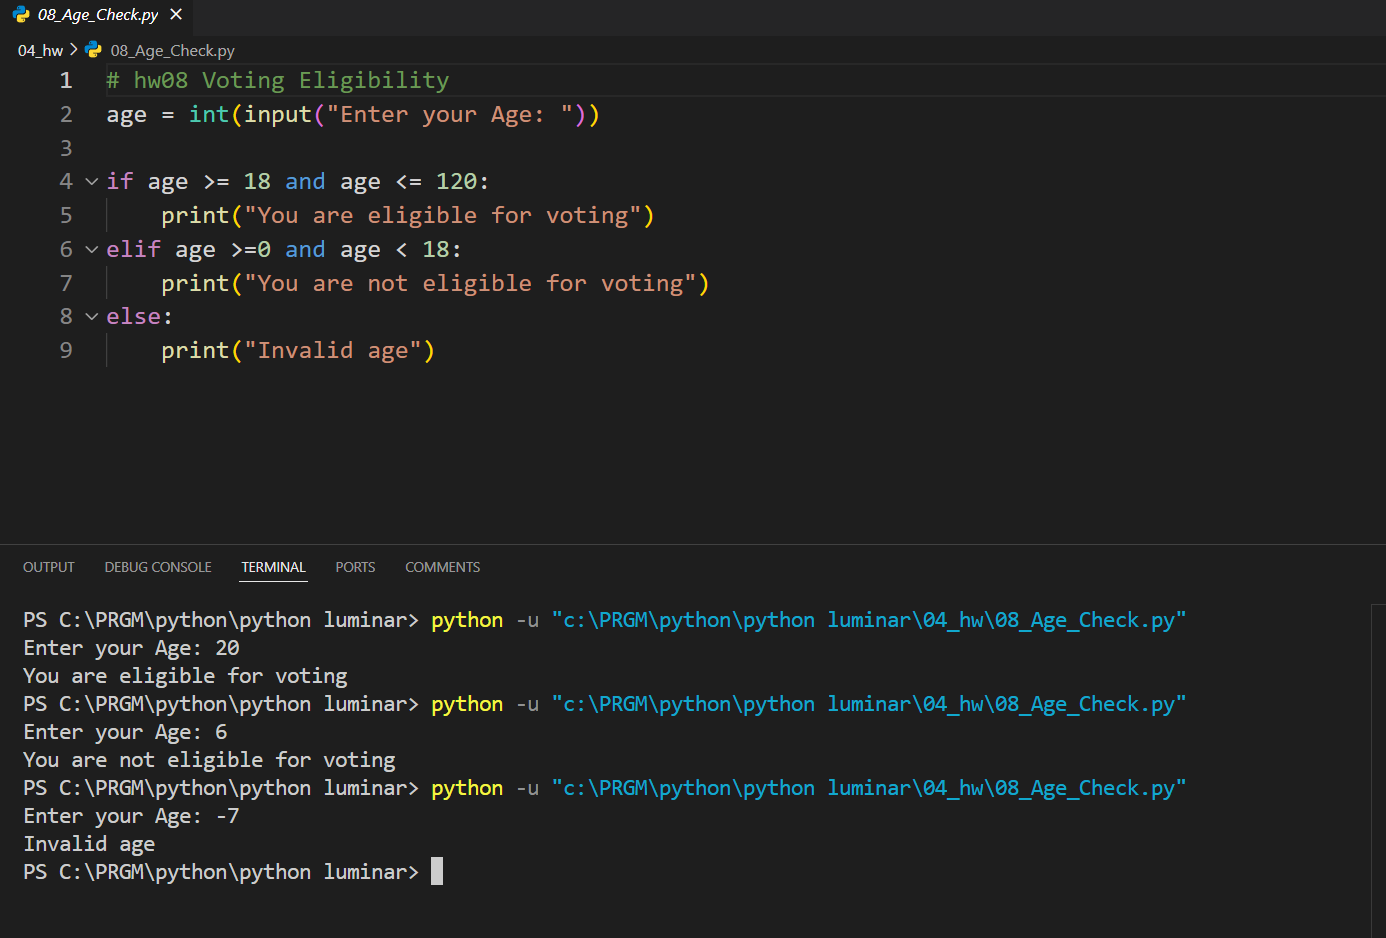 08_Age_Check.py
04_hw > 08_Age_Check.py
1 # hw08 Voting Eligibility
2 age = int(input("Enter your Age: "))
3
4 if age >= 18 and age <= 120:
5     print("You are eligible for voting")
6 elif age >=0 and age < 18:
7     print("You are not eligible for voting")
8 else:
9     print("Invalid age")
OUTPUT DEBUG CONSOLE TERMINAL PORTS COMMENTS
PS C:\PRGM\python\python luminar> python -u "c:\PRGM\python\python luminar\04_hw\08_Age_Check.py"
Enter your Age: 20
You are eligible for voting
PS C:\PRGM\python\python luminar> python -u "c:\PRGM\python\python luminar\04_hw\08_Age_Check.py"
Enter your Age: 6
You are not eligible for voting
PS C:\PRGM\python\python luminar> python -u "c:\PRGM\python\python luminar\04_hw\08_Age_Check.py"
Enter your Age: -7
Invalid age
PS C:\PRGM\python\python luminar>